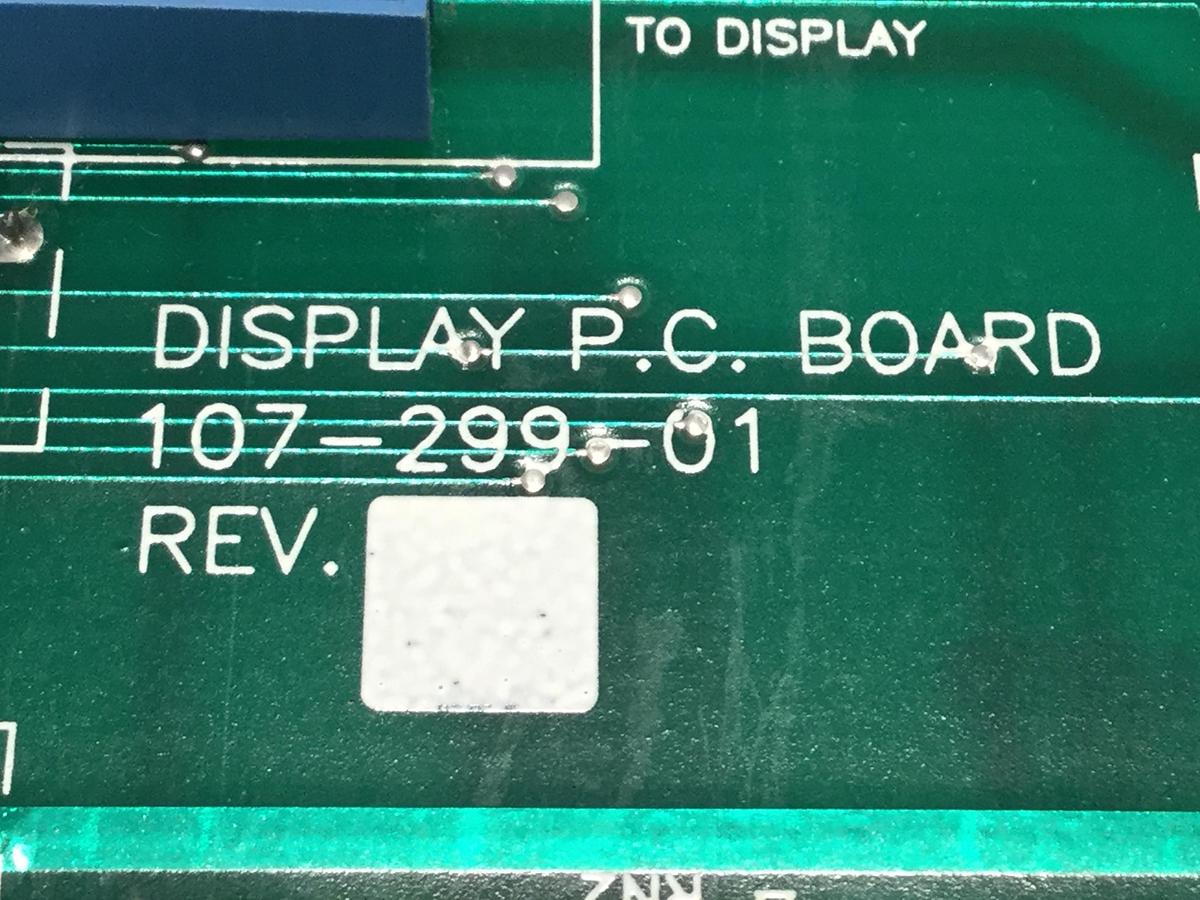 TO DISPLAY
DISPLAY P.C. BOARD
107-299-01
REV.